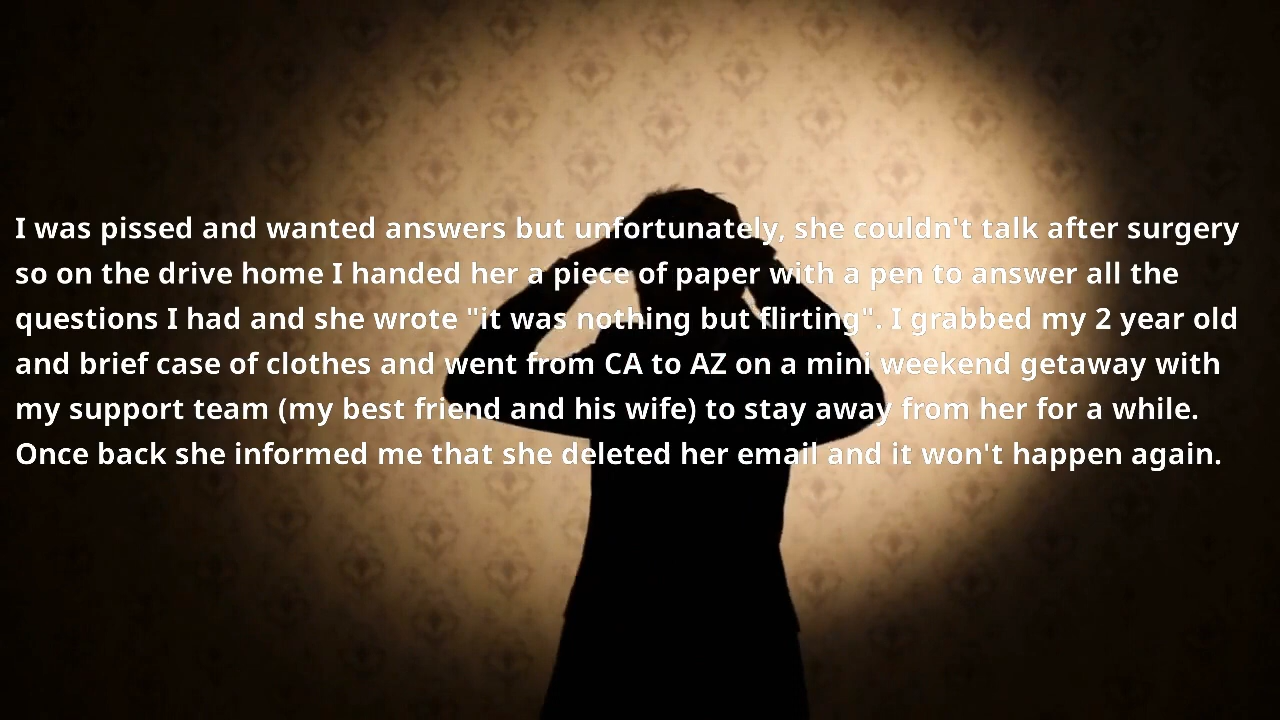 I was pissed and wanted answers but unfortunately, she couldn't talk after surgery
so on the drive home I handed her a piece of paper with a pen to answer all the
questions I had and she wrote "it was nothing but flirting". I grabbed my 2 year old
and brief case of clothes and went from CA to AZ on a mini weekend getaway with
my support team (my best friend and his wife) to stay away from her for a while.
Once back she informed me that she deleted her email and it won't happen again.